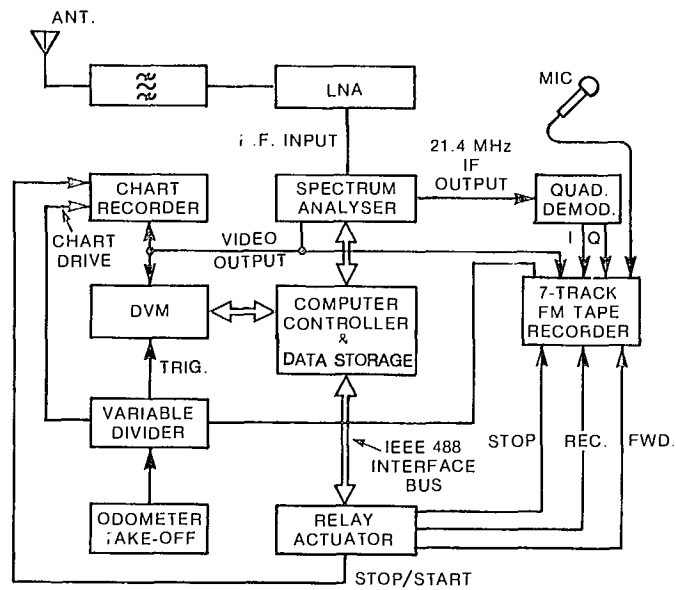 ANT.
LNA
MIC
.F. INPUT
21.4 MHz
IF
OUTPUT
CHART
RECORDER
SPECTRUM
ANALYSER
QUAD.
DEMOD.
CHART
DRIVE
VIDEO
OUTPUT
I Q
DVM
COMPUTER
CONTROLLER
&
DATA STORAGE
7-TRACK
FM TAPE
RECORDER
TRIG.
VARIABLE
DIVIDER
IEEE 488
INTERFACE
BUS
STOP
REC.
FWD.
ODOMETER
AKE-OFF
RELAY
ACTUATOR
STOP/START